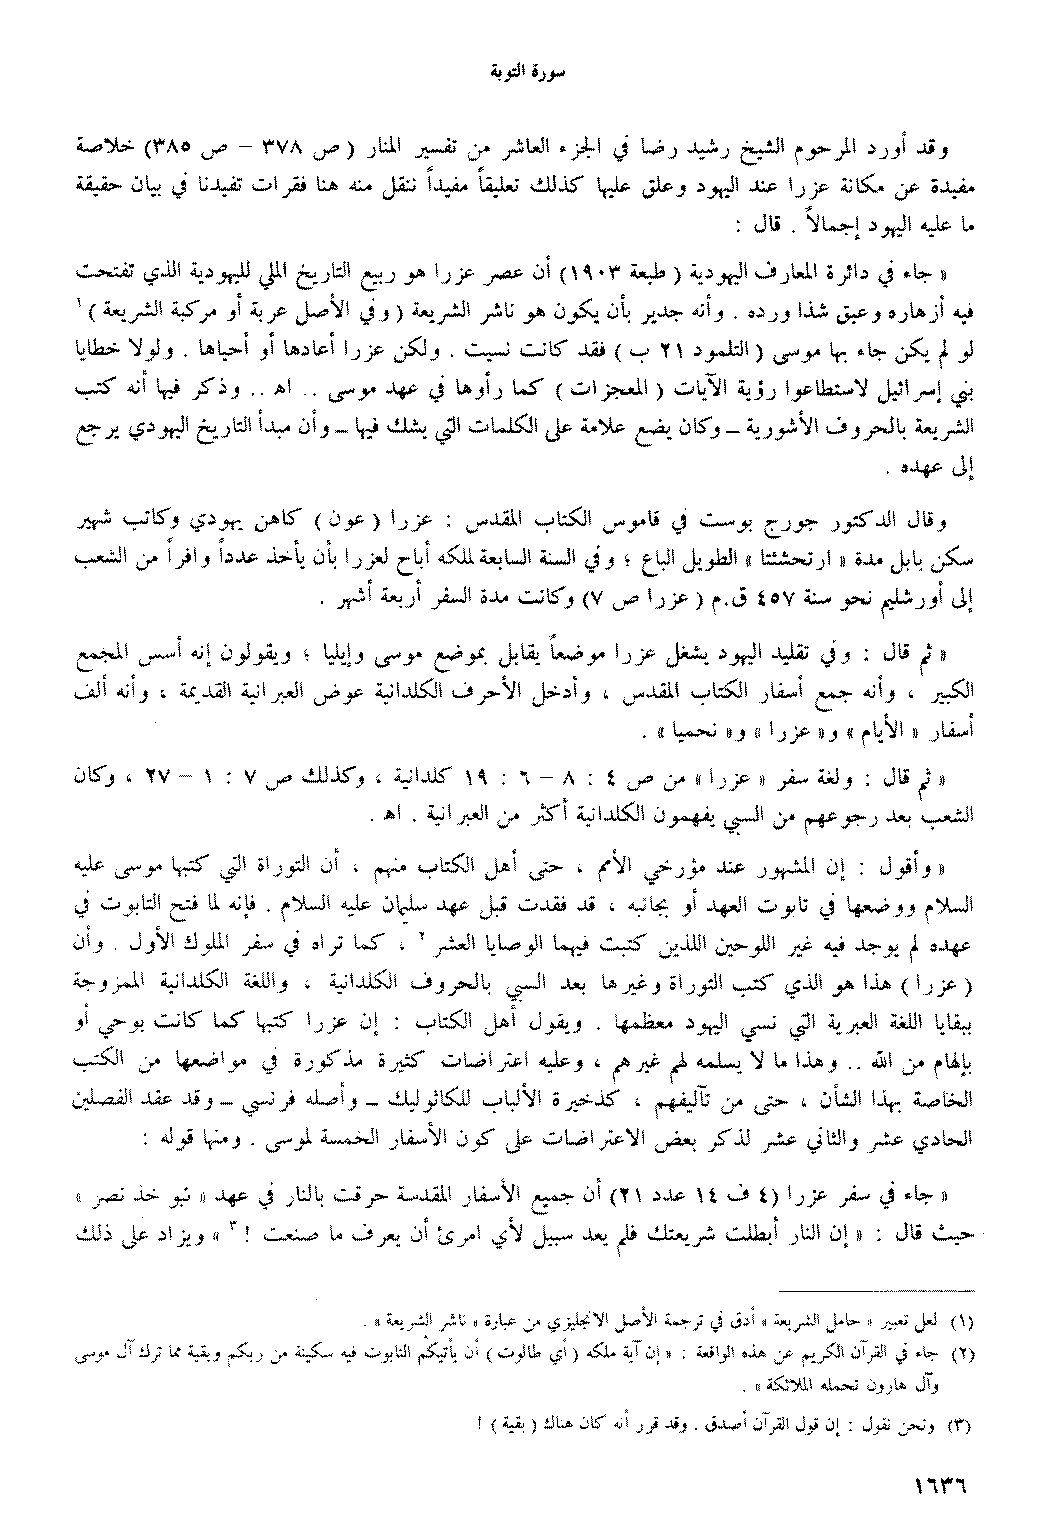 سورة التوبة
وقد أورد المرحوم الشيخ رشيد رضا في الجزء العاشر من تفسير المنار ( ص ٣٧٨ – ص ٣٨٥) خلاصة
مفيدة عن مكانة عزرا عند اليهود وعلق عليها كذلك تعليقاً مفيداً ننقل منه هنا فقرات تفيدنا في بيان حقيقة
ما عليه اليهود إجمالاً . قال :
« جاء في دائرة المعارف اليهودية ( طبعة ١٩٠٣) أن عصر عزرا هو ربيع التاريخ الملي لليهودية الذي تفتحت
فيه أزهاره وعبق شذا ورده . وأنه جدير بأن يكون هو ناشر الشريعة (وفي الأصل عربة أو مركبة الشريعة ) ١
لو لم يكن جاء بها موسى ( التلمود ٢١ ب ) فقد كانت نسيت . ولكن عزرا أعادها أو أحياها . ولولا خطايا
بني إسرائيل لاستطاعوا رؤية الآيات ( المعجزات ) كما رأوها في عهد موسى .. اه .. وذكر فيها أنه كتب
الشريعة بالحروف الأشورية – وكان يضع علامة على الكلمات التي يشك فيها – وأن مبدأ التاريخ اليهودي يرجع
إلى عهده .
وقال الدكتور جورج بوست في قاموس الكتاب المقدس : عزرا ( عون ) كاهن يهودي وكاتب شهير
سكن بابل مدة « ارتحششتا » الطويل الباع ؛ وفي السنة السابعة لملكه أباح لعزرا بأن يأخذ عدداً وافراً من الشعب
إلى أورشليم نحو سنة ٤٥٧ ق.م ( عزرا ص ٧) وكانت مدة السفر أربعة أشهر .
« ثم قال : وفي تقليد اليهود يشغل عزرا موضعاً يقابل بموضع موسى وإيليا ؛ ويقولون إنه أسس المجمع
الكبير ، وأنه جمع أسفار الكتاب المقدس ، وأدخل الأحرف الكلدانية عوض العبرانية القديمة ، وأنه ألف
أسفار « الأيام » و« عزرا » و« نحميا » .
« ثم قال : ولغة سفر « عزرا » من ص ٤ : ٨ – ٦ : ١٩ كلدانية ، وكذلك ص ٧ : ١ – ٢٧ ، وكان
الشعب بعد رجوعهم من السبي يفهمون الكلدانية أكثر من العبرانية . اه .
« وأقول : إن المشهور عند مؤرخي الأمم ، حتى أهل الكتاب منهم ، أن التوراة التي كتبها موسى عليه
السلام ووضعها في تابوت العهد أو بجانبه ، قد فقدت قبل عهد سليمان عليه السلام . فإنه لما فتح التابوت في
عهده لم يوجد فيه غير اللوحين اللذين كتبت فيهما الوصايا العشر ٢ ، كما تراه في سفر الملوك الأول . وأن
( عزرا ) هذا هو الذي كتب التوراة وغيرها بعد السبي بالحروف الكلدانية ، واللغة الكلدانية الممزوجة
ببقايا اللغة العبرية التي نسي اليهود معظمها . ويقول أهل الكتاب : إن عزرا كتبها كما كانت بوحي أو
بإلهام من الله .. وهذا ما لا يسلمه لهم غيرهم ، وعليه اعتراضات كثيرة مذكورة في مواضعها من الكتب
الخاصة بهذا الشأن ، حتى من تآليفهم ، كذخيرة الألباب للكاثوليك – وأصله فرنسي – وقد عقد الفصلين
الحادي عشر والثاني عشر لذكر بعض الاعتراضات على كون الأسفار الخمسة لموسى . ومنها قوله :
« جاء في سفر عزرا (٤ ف ١٤ عدد ٢١) أن جميع الأسفار المقدسة حرقت بالنار في عهد « نبو خذ نصر »
حيث قال : « إن النار أبطلت شريعتك فلم يعد سبيل لأي امرئ أن يعرف ما صنعت ! ٣ » ويزاد على ذلك
(١) لعل تعبير « حامل الشريعة » أدق في ترجمة الأصل الانجليزي من عبارة « ناشر الشريعة » .
(٢) جاء في القرآن الكريم عن هذه الواقعة : « إن آية ملكه ( أي طالوت ) أن يأتيكم التابوت فيه سكينة من ربكم وبقية مما ترك آل موسى
وآل هارون تحمله الملائكة » .
(٣) ونحن نقول : إن قول القرآن أصدق . وقد قرر أنه كان هناك ( بقية ) !
١٦٣٦